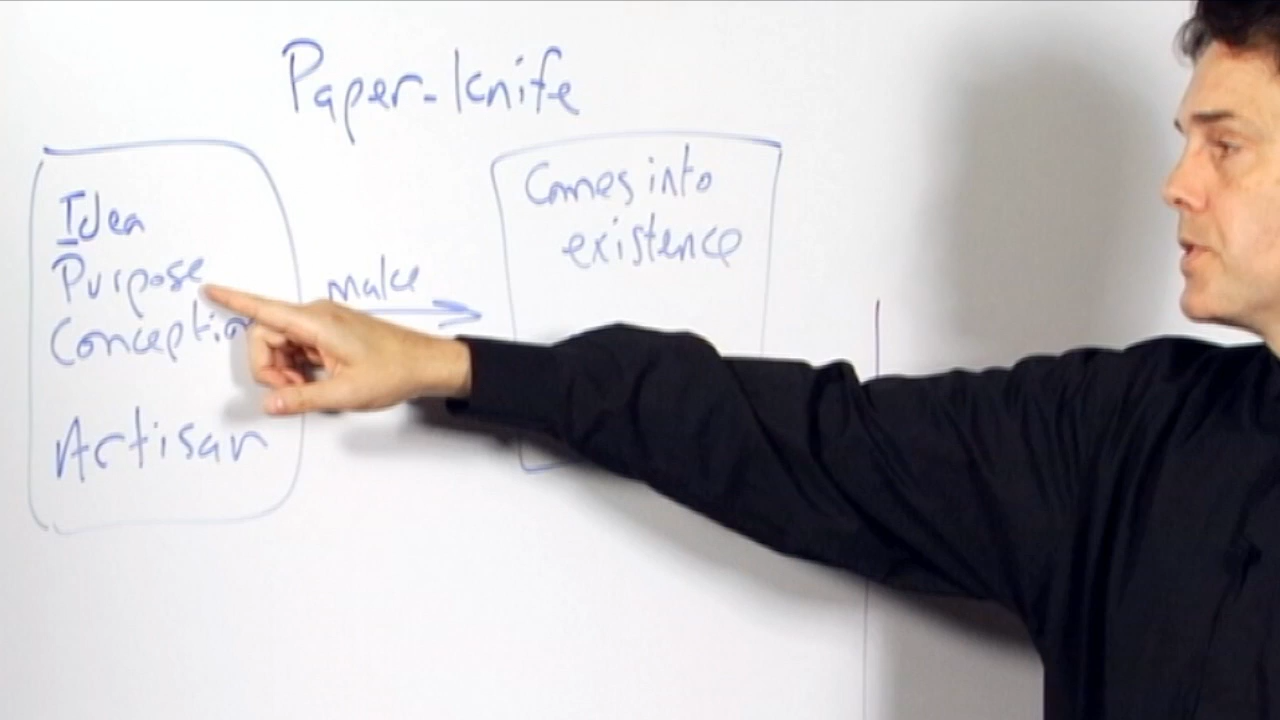 Paper-knife
Idea
Purpose
Conception
Artisan
make
Comes into
existence